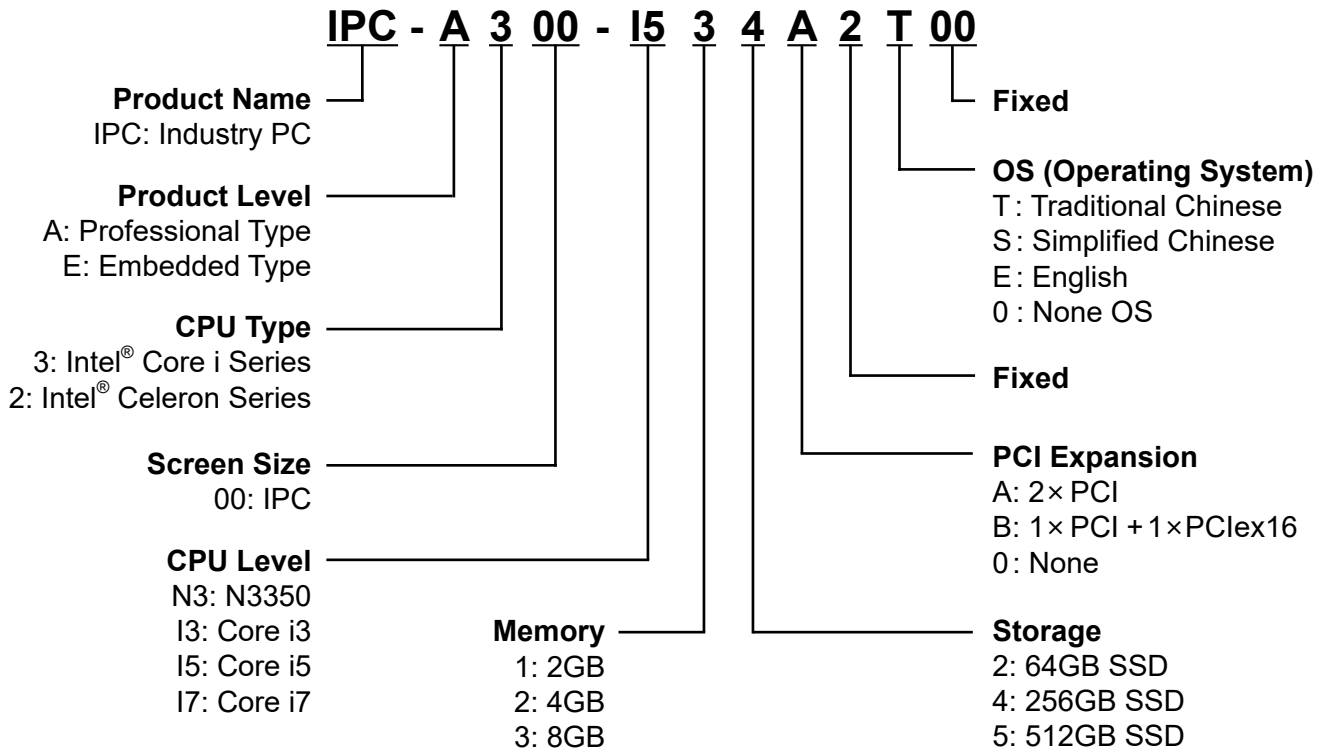 IPC - A 3 00 - I5 3 4 A 2 T 00
Product Name
IPC: Industry PC
Product Level
A: Professional Type
E: Embedded Type
CPU Type
3: Intel® Core i Series
2: Intel® Celeron Series
Screen Size
00: IPC
CPU Level
N3: N3350
I3: Core i3
I5: Core i5
I7: Core i7
Memory
1: 2GB
2: 4GB
3: 8GB
Fixed
OS (Operating System)
T: Traditional Chinese
S: Simplified Chinese
E: English
0: None OS
Fixed
PCI Expansion
A: 2×PCI
B: 1×PCI+1×PCIex16
0: None
Storage
2: 64GB SSD
4: 256GB SSD
5: 512GB SSD